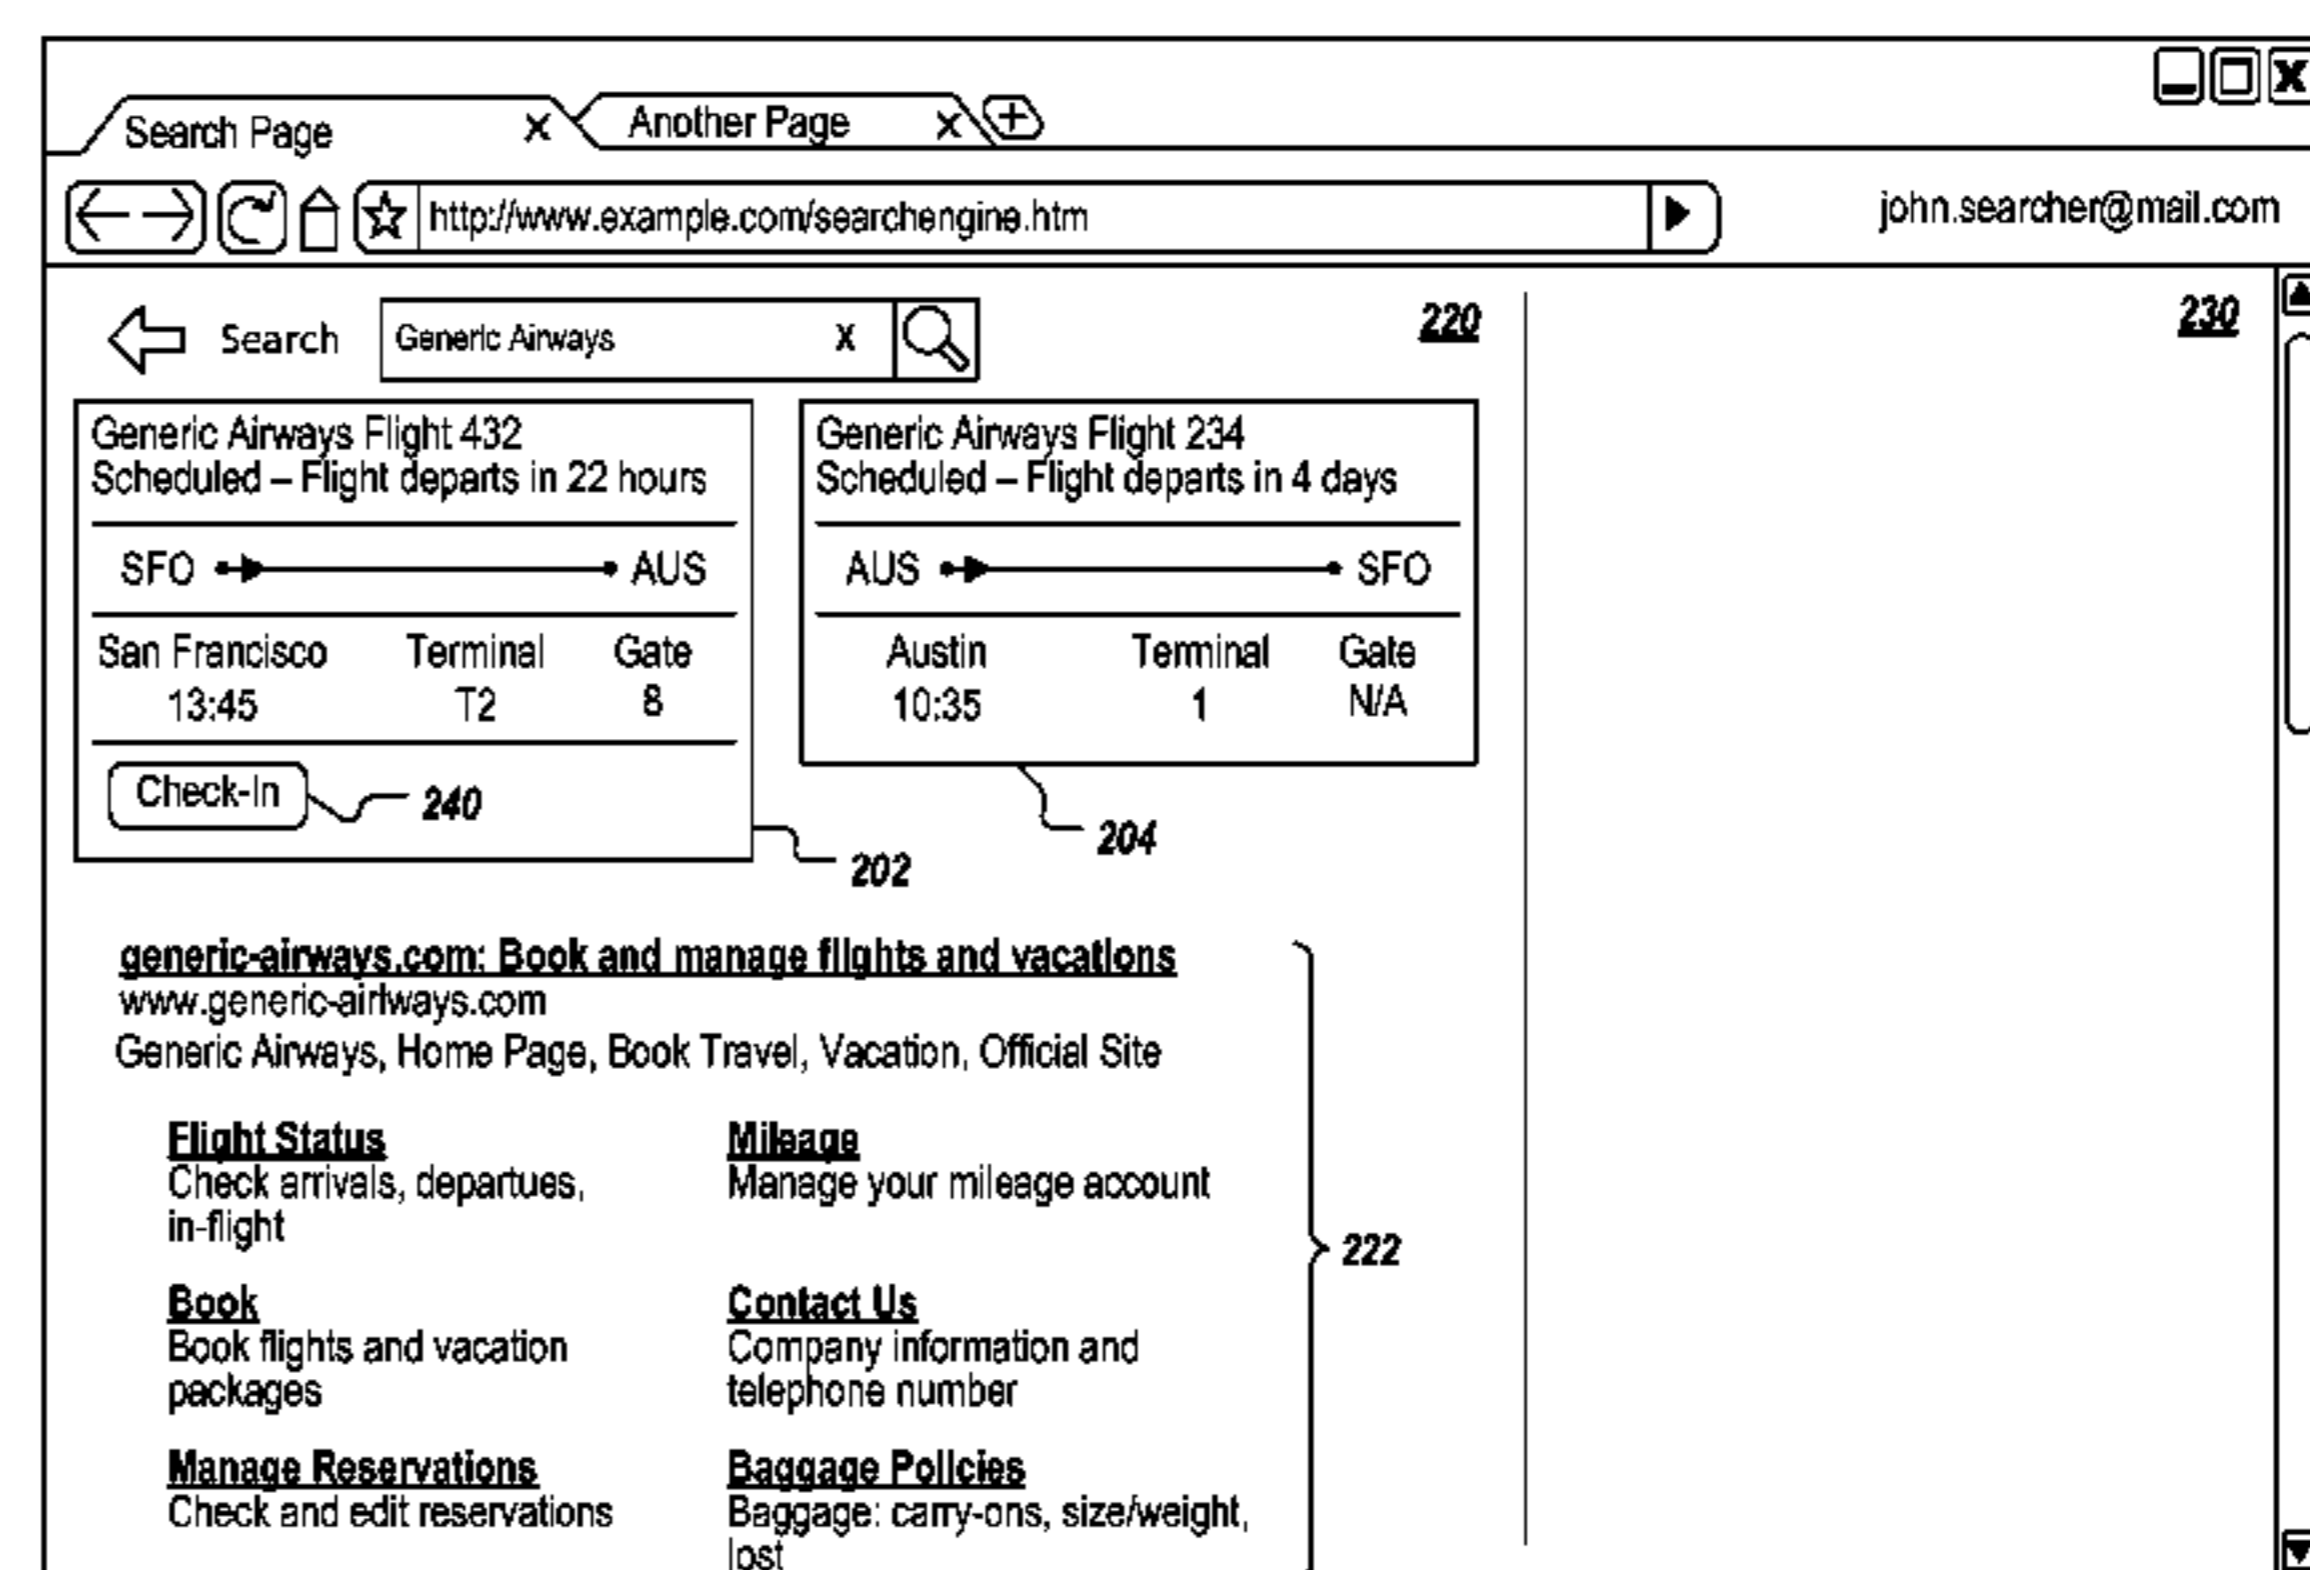 Search Page X Another Page X
http://www.example.com/searchengine.htm john.searcher@mail.com
Search Generic Airways X 220 230
Generic Airways Flight 432
Scheduled – Flight departs in 22 hours
SFO AUS
San Francisco Terminal Gate
13:45 T2 8
Check-In 240
202
Generic Airways Flight 234
Scheduled – Flight departs in 4 days
AUS SFO
Austin Terminal Gate
10:35 1 N/A
204
generic-airways.com: Book and manage flights and vacations
www.generic-airlways.com
Generic Airways, Home Page, Book Travel, Vacation, Official Site
Flight Status
Check arrivals, departues,
in-flight
Mileage
Manage your mileage account
222
Book
Book flights and vacation
packages
Contact Us
Company information and
telephone number
Manage Reservations
Check and edit reservations
Baggage Policies
Baggage: carry-ons, size/weight,
lost